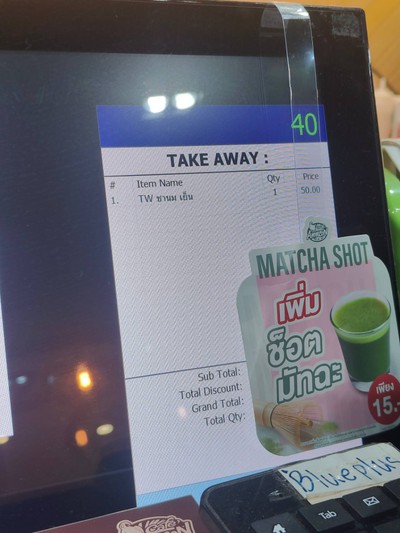 40
TAKE AWAY :
# Item Name Qty Price
1. TW ชานม เย็น 1 50.00
Sub Total:
Total Discount:
Grand Total:
Total Qty:
MATCHA SHOT
เพิ่ม
ช็อต
มัทฉะ
เพียง
15.-
Blueplus
Tab